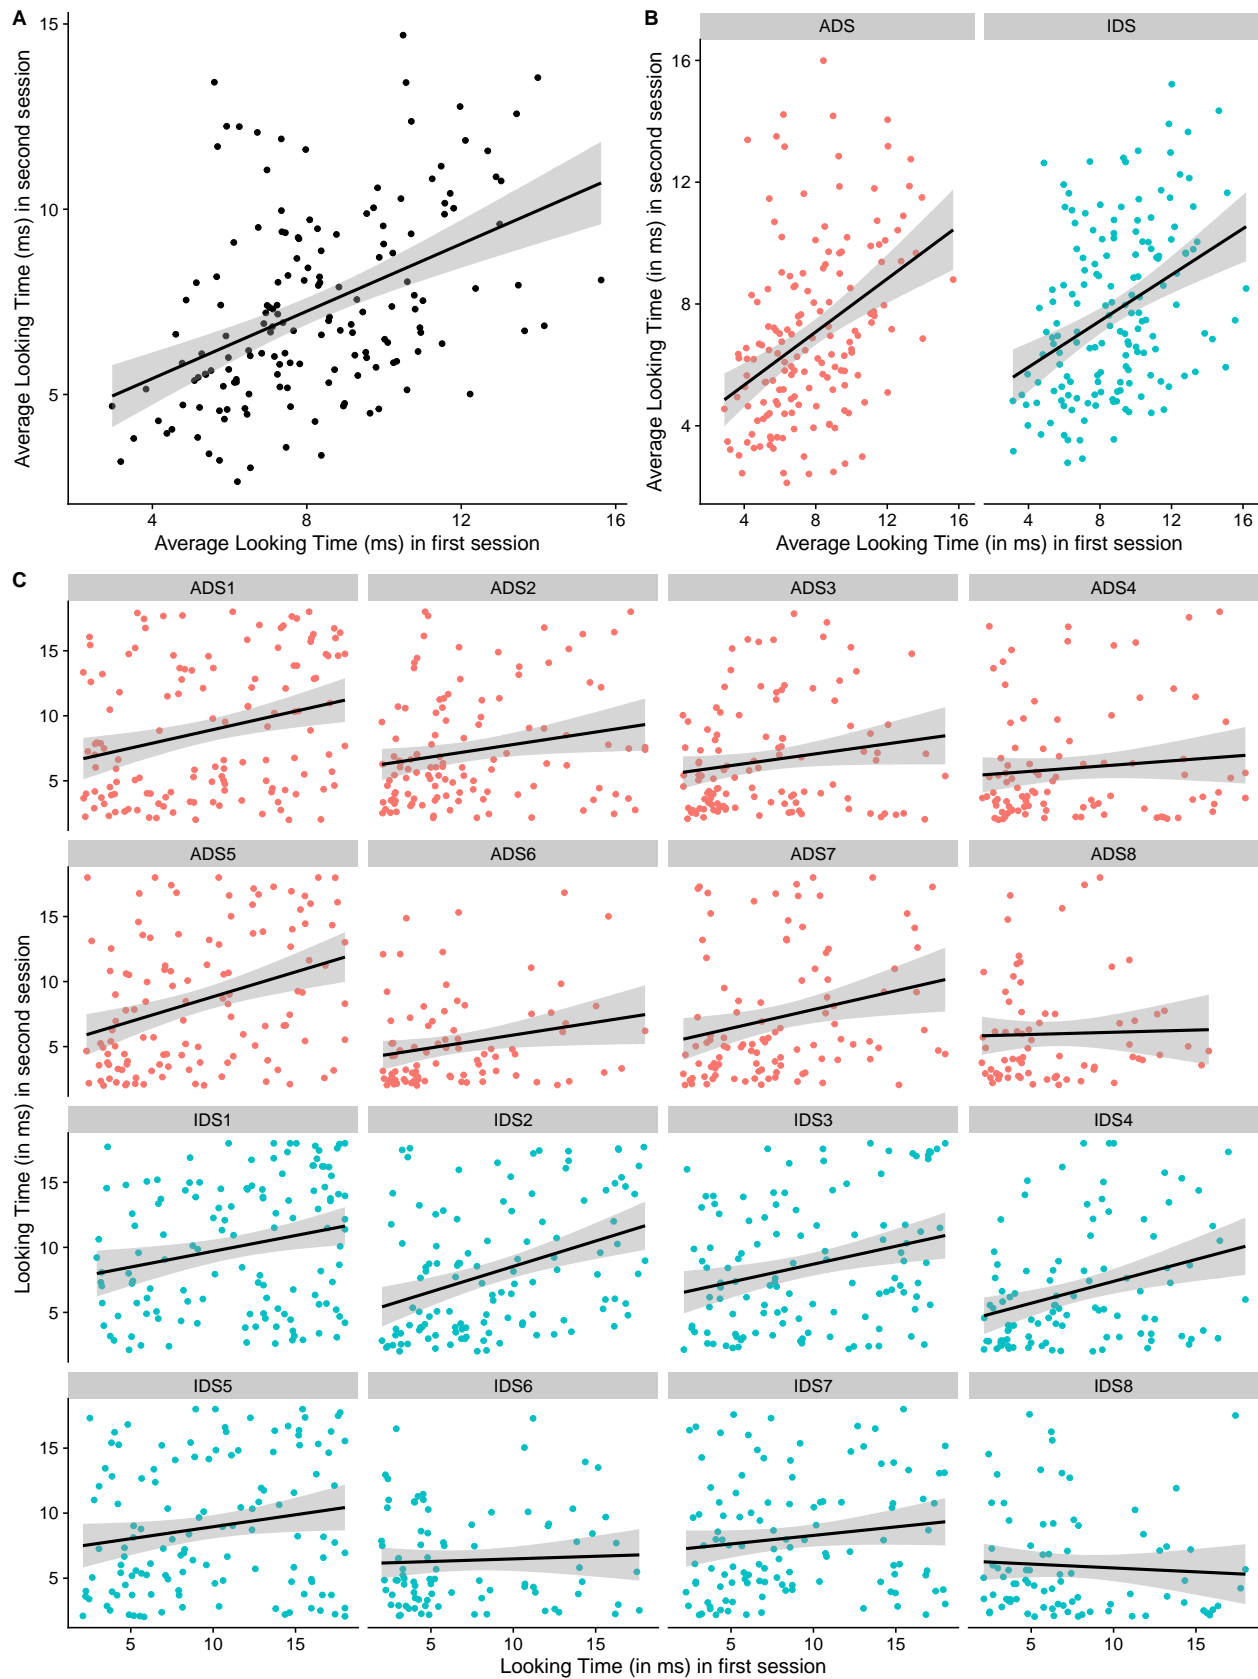 A
15
10
5
4
8
12
16
Average Looking Time (ms) in second session
Average Looking Time (ms) in first session
B
ADS
IDS
16
12
8
4
4
8
12
16
4
8
12
16
Average Looking Time (in ms) in second session
Average Looking Time (in ms) in first session
C
ADS1
ADS2
ADS3
ADS4
15
10
5
ADS5
ADS6
ADS7
ADS8
15
10
5
IDS1
IDS2
IDS3
IDS4
15
10
5
IDS5
IDS6
IDS7
IDS8
15
10
5
5
10
15
5
10
15
5
10
15
5
10
15
Looking Time (in ms) in second session
Looking Time (in ms) in first session